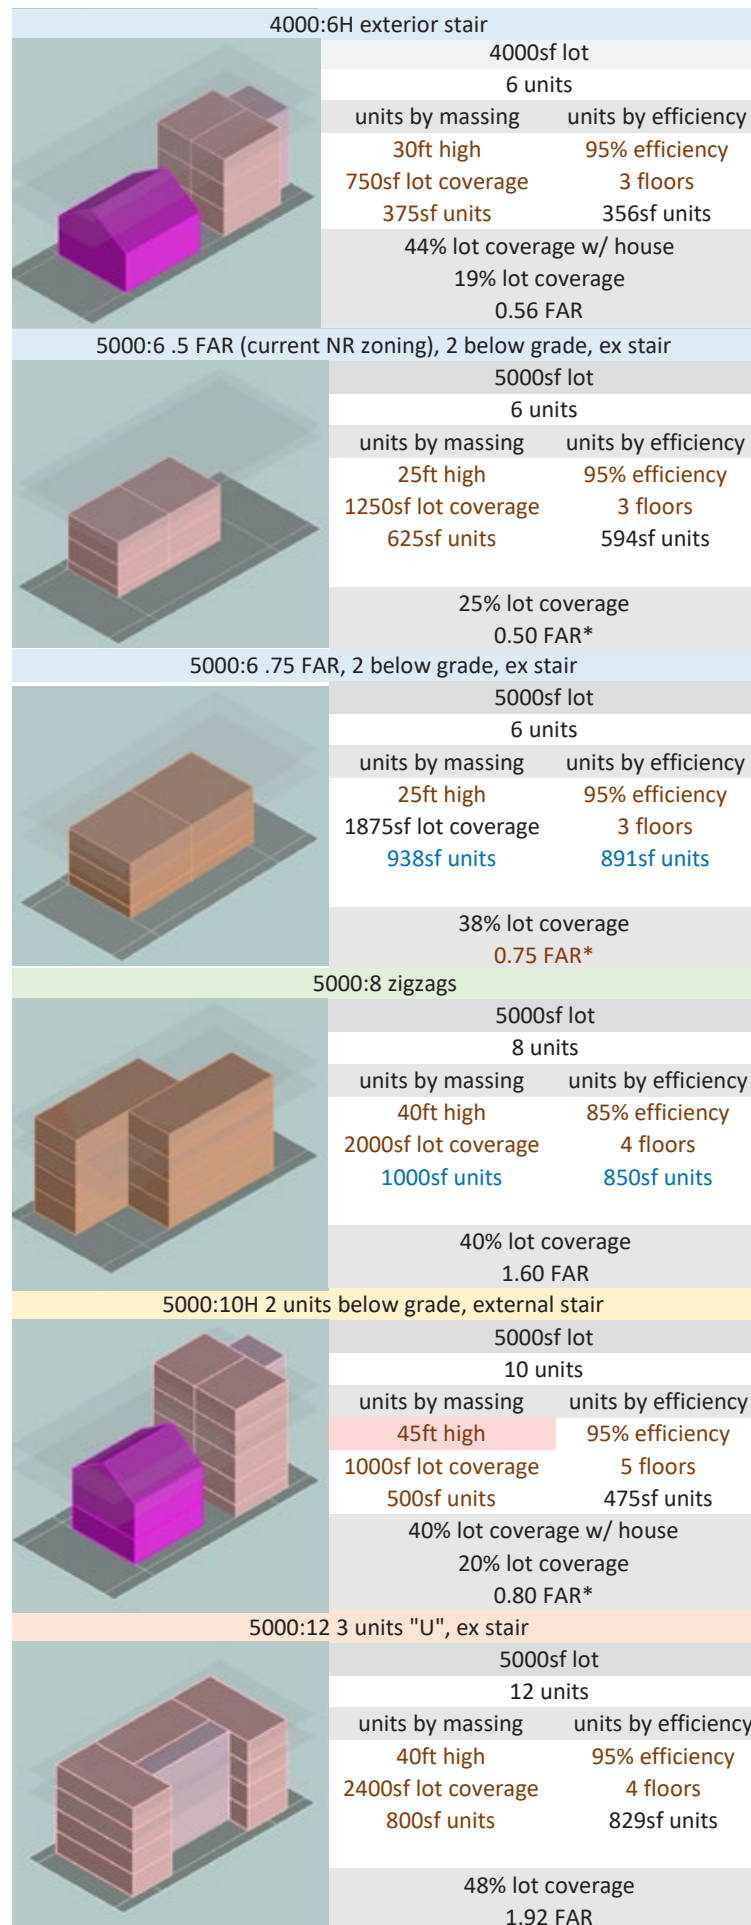 4000:6H exterior stair
4000sf lot
6 units
units by massing units by efficiency
30ft high 95% efficiency
750sf lot coverage 3 floors
375sf units 356sf units
44% lot coverage w/ house
19% lot coverage
0.56 FAR
5000:6 .5 FAR (current NR zoning), 2 below grade, ex stair
5000sf lot
6 units
units by massing units by efficiency
25ft high 95% efficiency
1250sf lot coverage 3 floors
625sf units 594sf units
25% lot coverage
0.50 FAR*
5000:6 .75 FAR, 2 below grade, ex stair
5000sf lot
6 units
units by massing units by efficiency
25ft high 95% efficiency
1875sf lot coverage 3 floors
938sf units 891sf units
38% lot coverage
0.75 FAR*
5000:8 zigzags
5000sf lot
8 units
units by massing units by efficiency
40ft high 85% efficiency
2000sf lot coverage 4 floors
1000sf units 850sf units
40% lot coverage
1.60 FAR
5000:10H 2 units below grade, external stair
5000sf lot
10 units
units by massing units by efficiency
45ft high 95% efficiency
1000sf lot coverage 5 floors
500sf units 475sf units
40% lot coverage w/ house
20% lot coverage
0.80 FAR*
5000:12 3 units "U", ex stair
5000sf lot
12 units
units by massing units by efficiency
40ft high 95% efficiency
2400sf lot coverage 4 floors
800sf units 829sf units
48% lot coverage
1.92 FAR